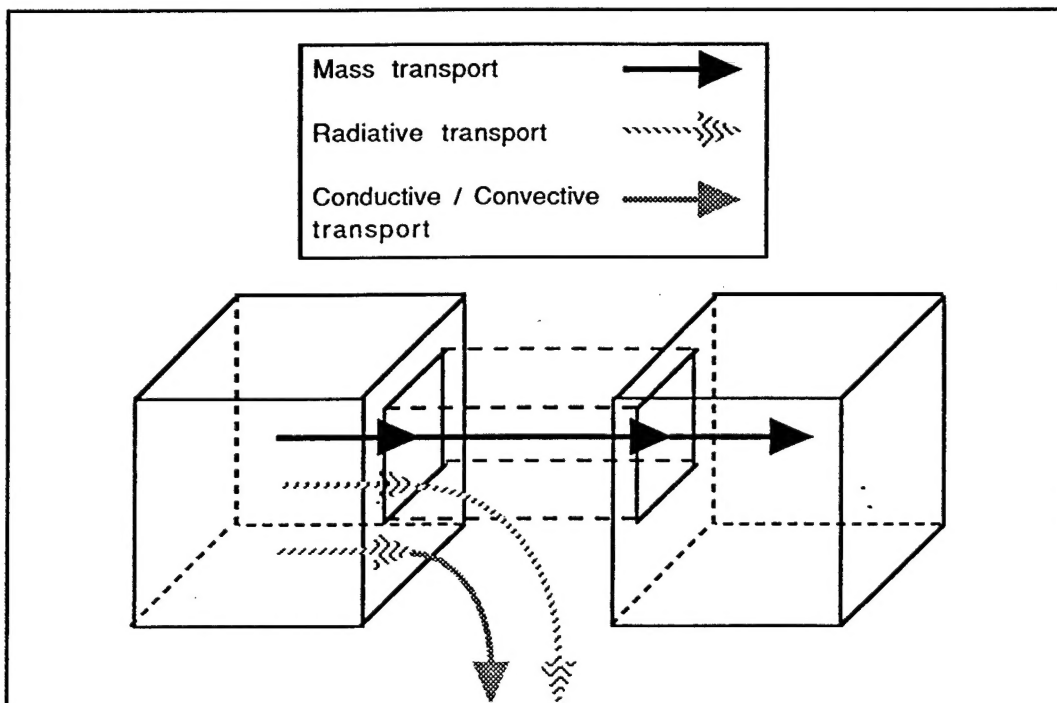 Mass transport
Radiative transport
Conductive / Convective
transport